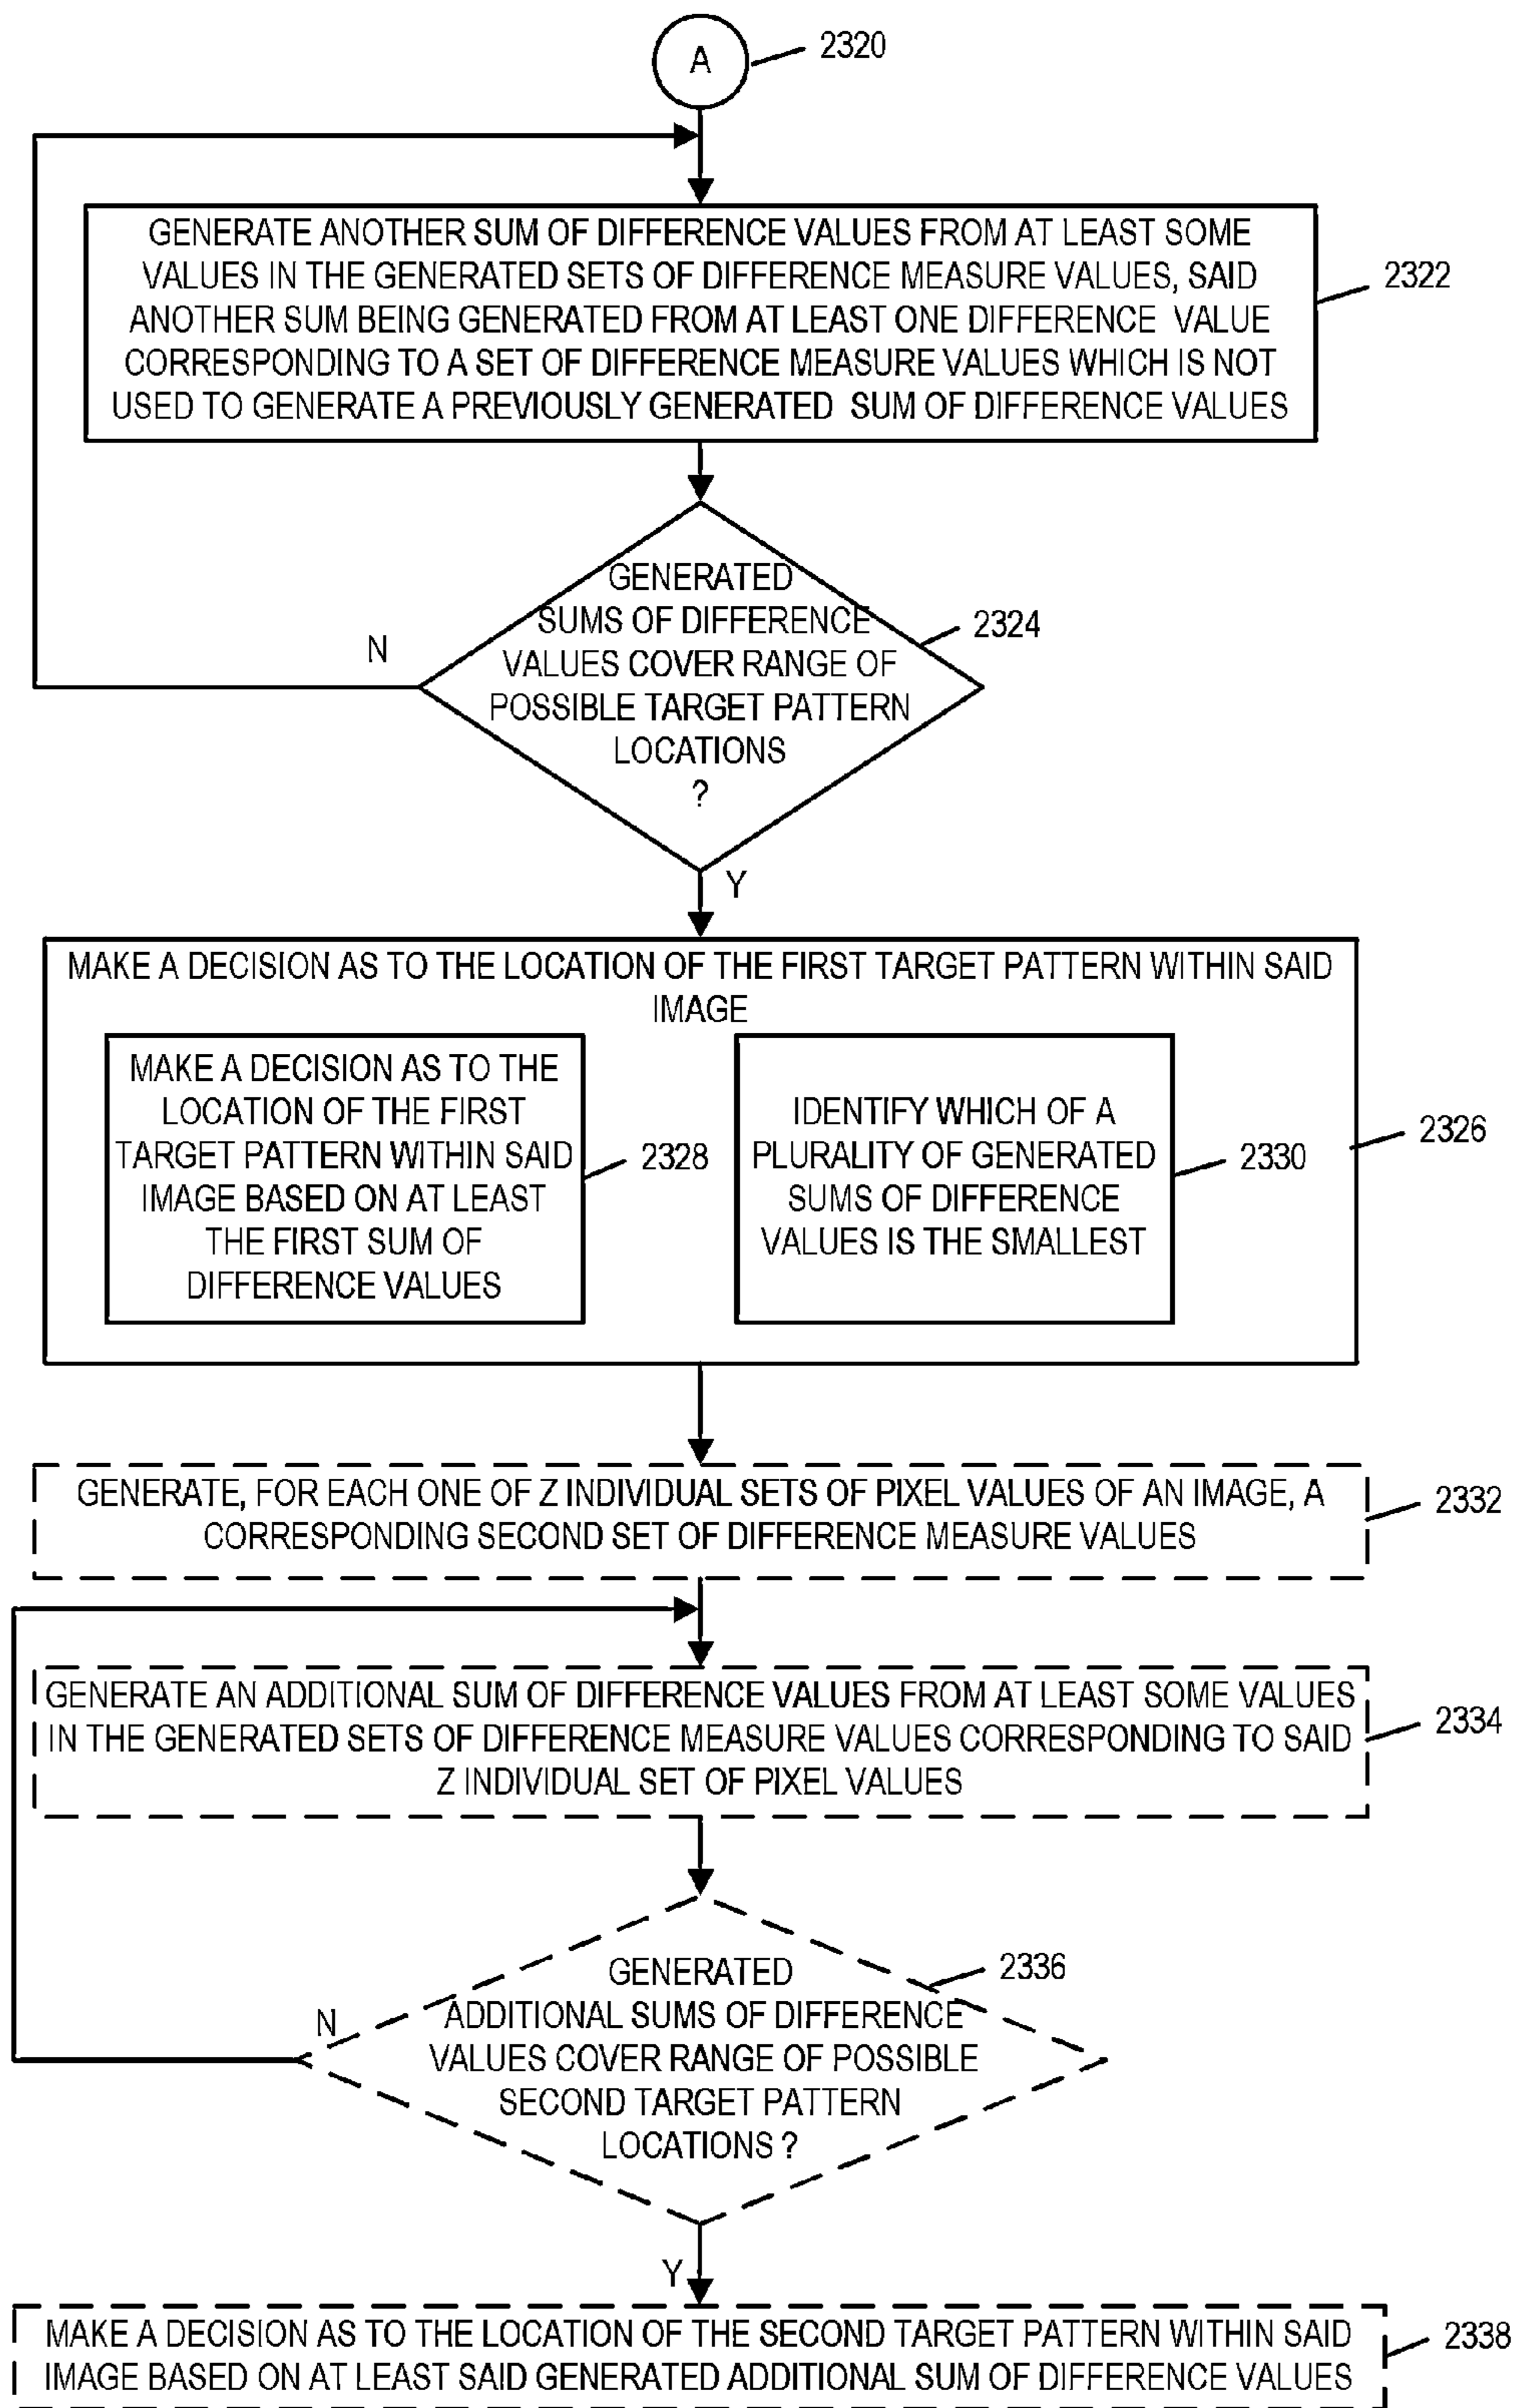 A
2320
GENERATE ANOTHER SUM OF DIFFERENCE VALUES FROM AT LEAST SOME
VALUES IN THE GENERATED SETS OF DIFFERENCE MEASURE VALUES, SAID
ANOTHER SUM BEING GENERATED FROM AT LEAST ONE DIFFERENCE VALUE
CORRESPONDING TO A SET OF DIFFERENCE MEASURE VALUES WHICH IS NOT
USED TO GENERATE A PREVIOUSLY GENERATED SUM OF DIFFERENCE VALUES
2322
GENERATED
SUMS OF DIFFERENCE
VALUES COVER RANGE OF
POSSIBLE TARGET PATTERN
LOCATIONS
?
2324
N
Y
MAKE A DECISION AS TO THE LOCATION OF THE FIRST TARGET PATTERN WITHIN SAID
IMAGE
MAKE A DECISION AS TO THE
LOCATION OF THE FIRST
TARGET PATTERN WITHIN SAID
IMAGE BASED ON AT LEAST
THE FIRST SUM OF
DIFFERENCE VALUES
2328
IDENTIFY WHICH OF A
PLURALITY OF GENERATED
SUMS OF DIFFERENCE
VALUES IS THE SMALLEST
2330
2326
GENERATE, FOR EACH ONE OF Z INDIVIDUAL SETS OF PIXEL VALUES OF AN IMAGE, A
CORRESPONDING SECOND SET OF DIFFERENCE MEASURE VALUES
2332
GENERATE AN ADDITIONAL SUM OF DIFFERENCE VALUES FROM AT LEAST SOME VALUES
IN THE GENERATED SETS OF DIFFERENCE MEASURE VALUES CORRESPONDING TO SAID
Z INDIVIDUAL SET OF PIXEL VALUES
2334
GENERATED
ADDITIONAL SUMS OF DIFFERENCE
VALUES COVER RANGE OF POSSIBLE
SECOND TARGET PATTERN
LOCATIONS ?
2336
N
Y
MAKE A DECISION AS TO THE LOCATION OF THE SECOND TARGET PATTERN WITHIN SAID
IMAGE BASED ON AT LEAST SAID GENERATED ADDITIONAL SUM OF DIFFERENCE VALUES
2338